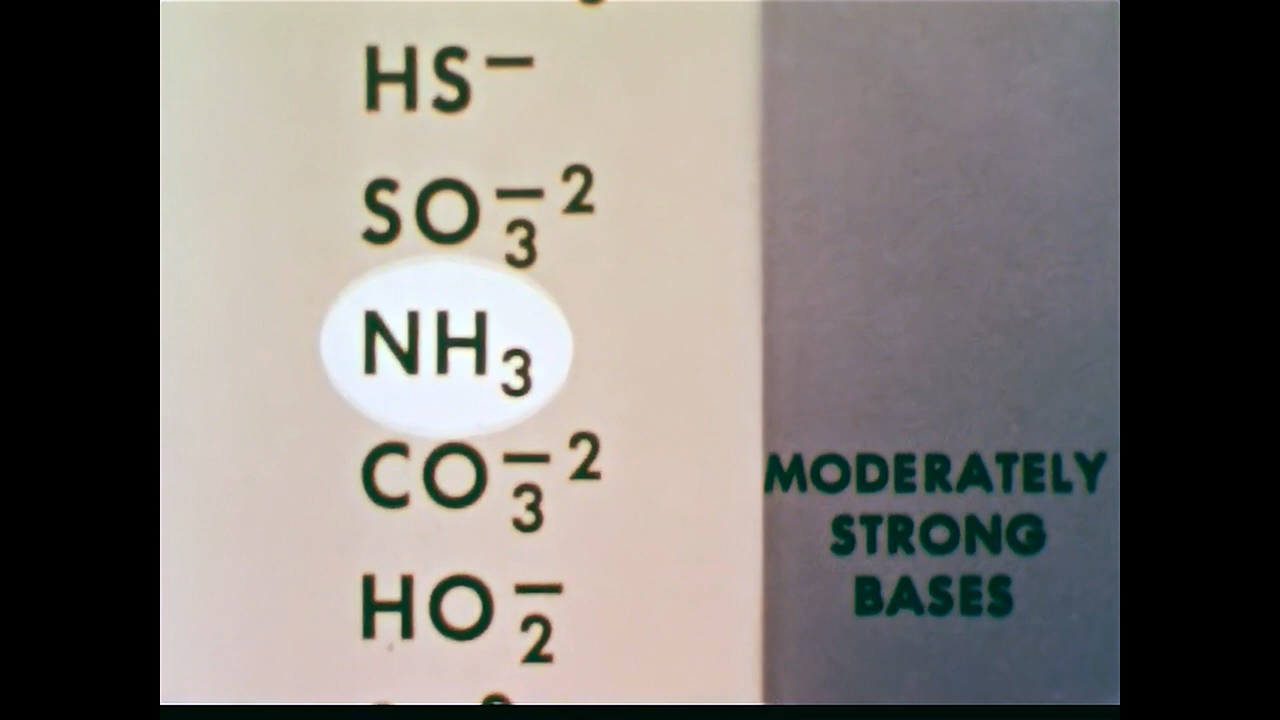 HS⁻
SO₃⁻²
NH₃
CO₃⁻²
HO₂⁻
MODERATELY
STRONG
BASES